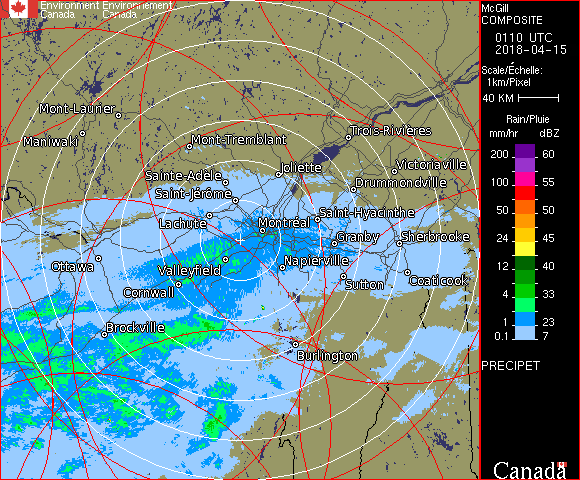 Environment Environnement
Canada Canada
McGill
COMPOSITE
0110 UTC
2018-04-15
Scale/Échelle:
1km/Pixel
40 KM
Rain/Pluie
mm/hr dBZ
200 60
100 55
50 50
24 45
12 40
4 33
1 23
0.1 7
PRECIPET
Canada
Mont-Laurier
Maniwaki
Mont-Tremblant
Trois-Rivières
Joliette
Victoriaville
Sainte-Adèle
Drummondville
Saint-Jérôme
Saint-Hyacinthe
Lachute
Montréal
Granby
Sherbrooke
Ottawa
Valleyfield
Napierville
Cornwall
Sutton
Coaticook
Brockville
Burlington